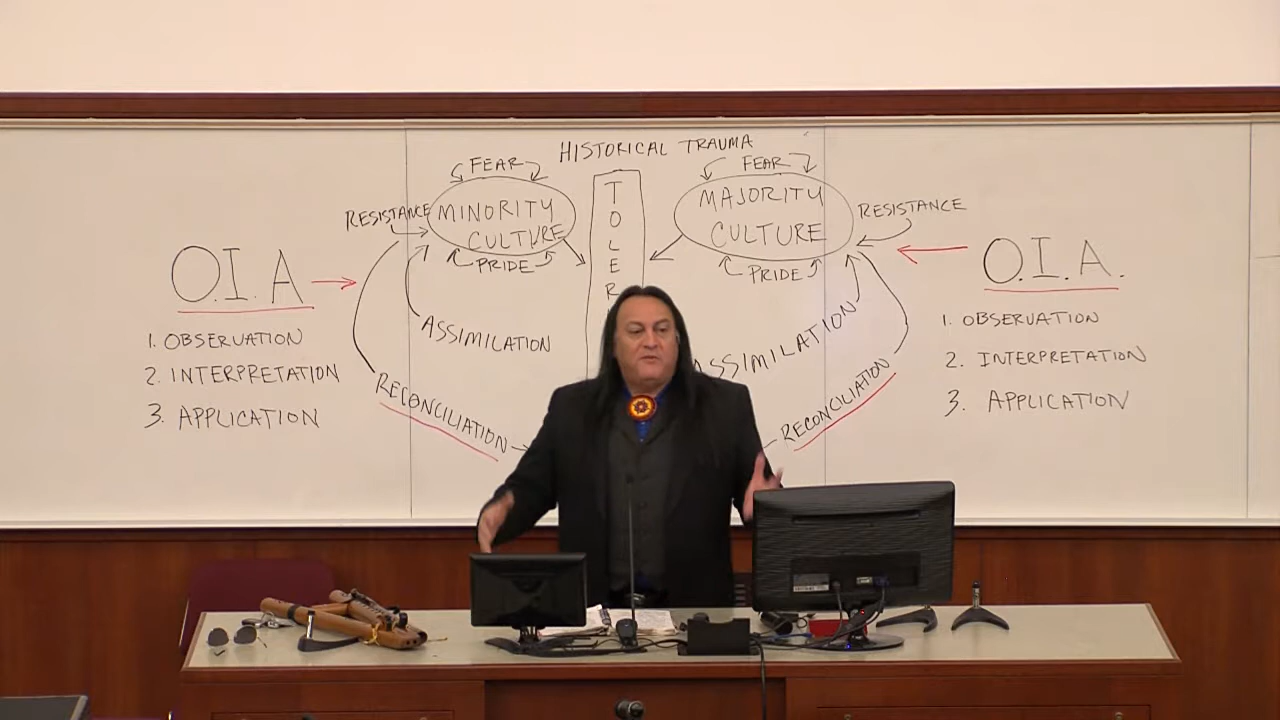 HISTORICAL TRAUMA
FEAR
MINORITY
CULTURE
PRIDE
RESISTANCE
ASSIMILATION
RECONCILIATION
O.I.A
1. OBSERVATION
2. INTERPRETATION
3. APPLICATION
T
O
L
E
R
FEAR
MAJORITY
CULTURE
PRIDE
RESISTANCE
ASSIMILATION
RECONCILIATION
O.I.A.
1. OBSERVATION
2. INTERPRETATION
3. APPLICATION